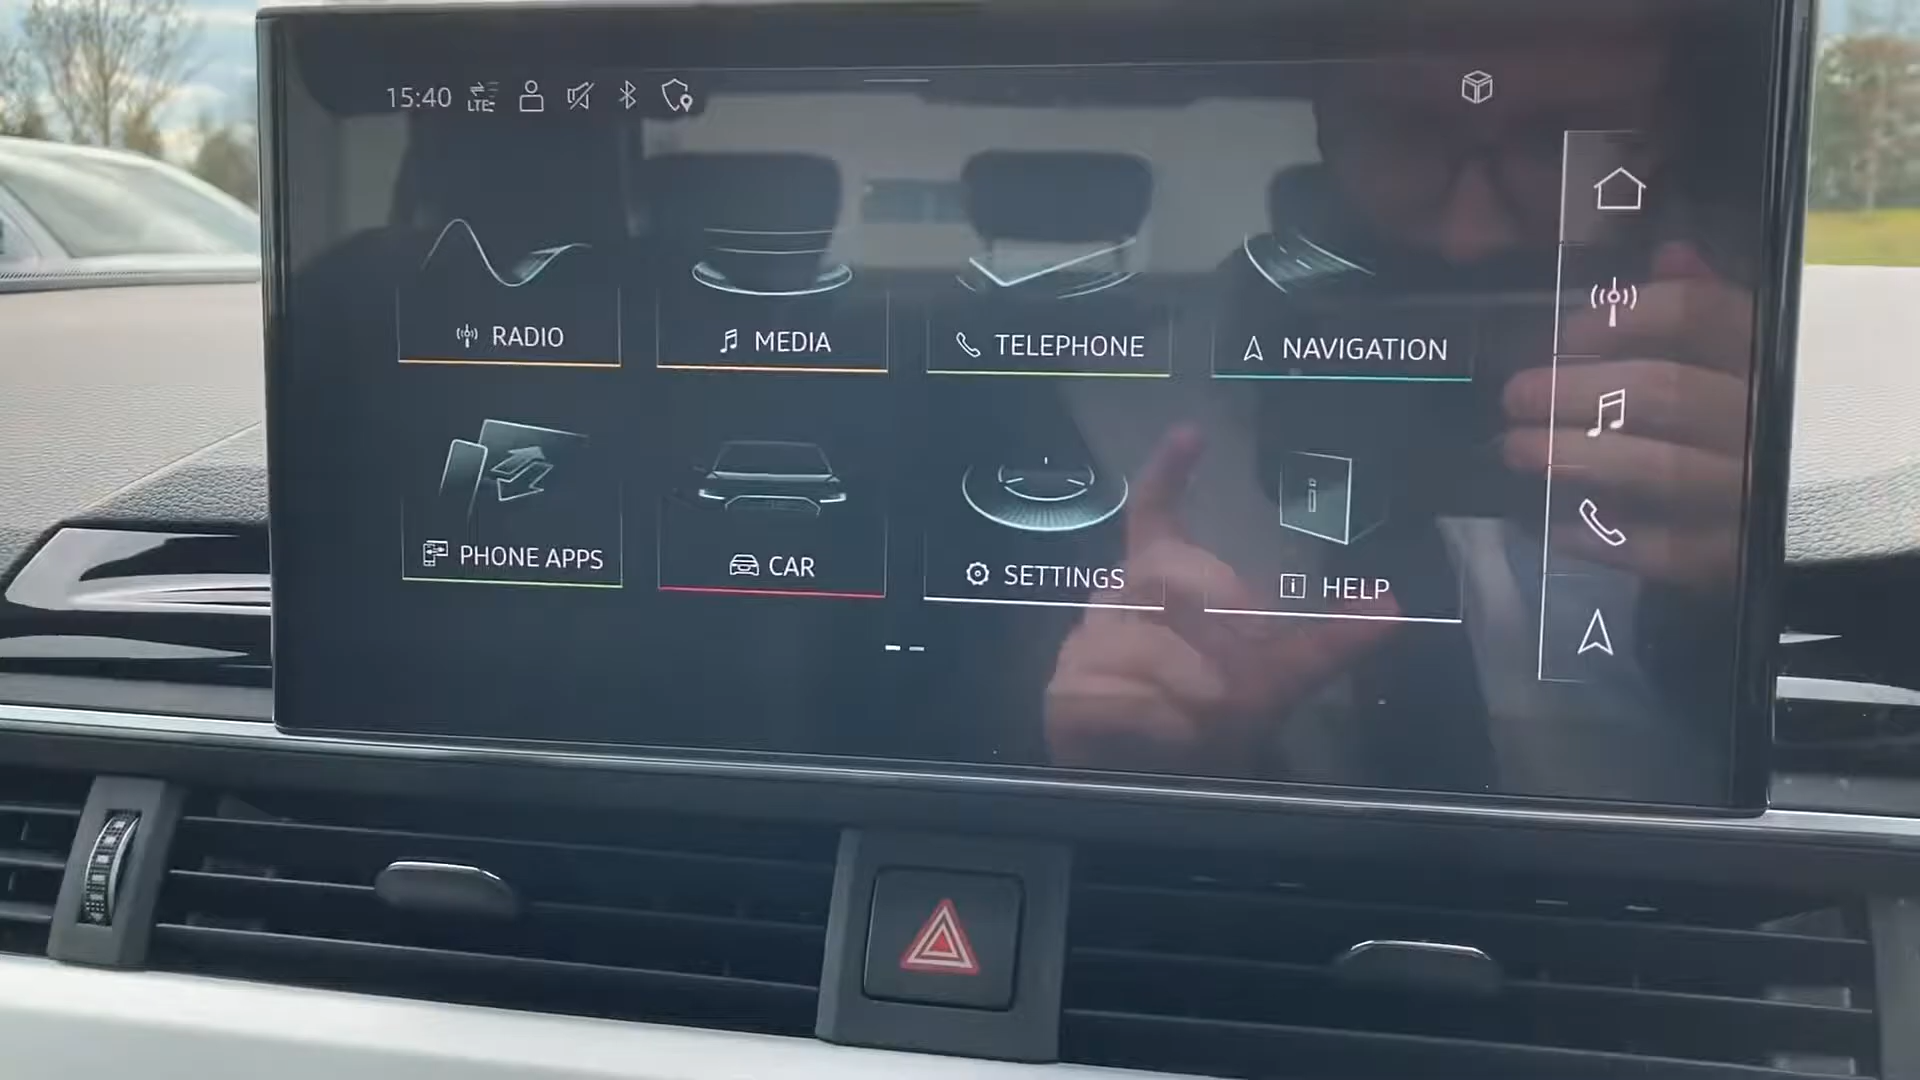 15:40 LTE
RADIO MEDIA TELEPHONE NAVIGATION
PHONE APPS CAR SETTINGS HELP